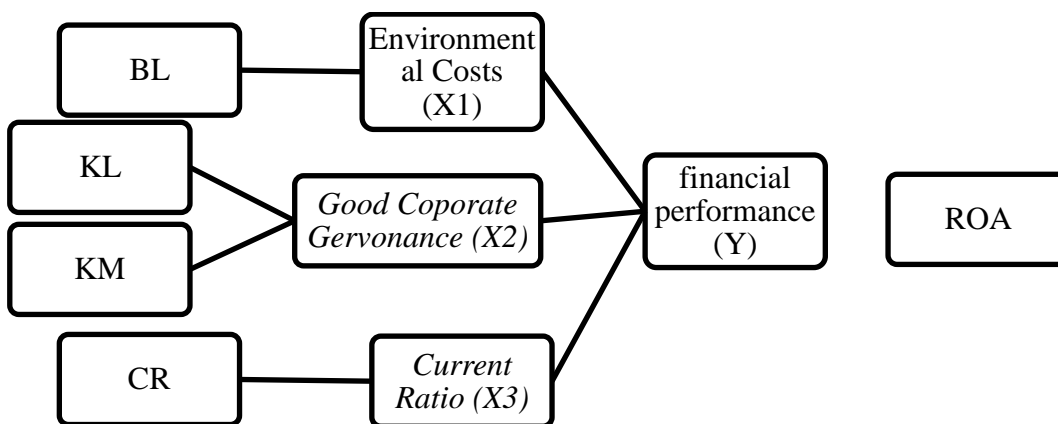 BL
Environment
al Costs
(X1)
KL
KM
Good Coporate
Gervonance (X2)
financial
performance
(Y)
ROA
CR
Current
Ratio (X3)